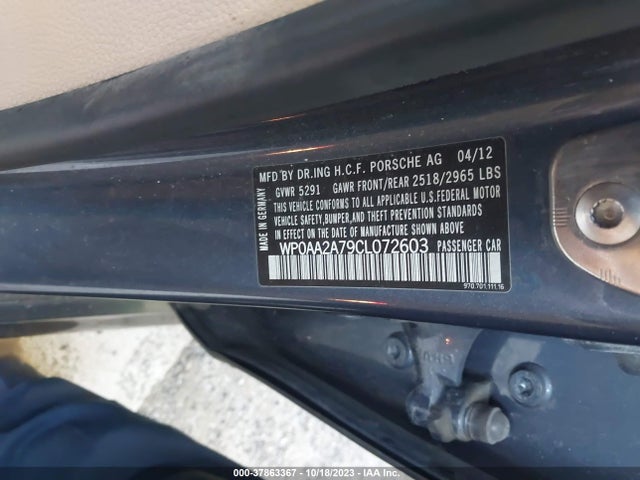 MFD BY DR.ING H.C.F. PORSCHE AG 04/12
GVWR 5291 GAWR FRONT/REAR 2518/2965 LBS
THIS VEHICLE CONFORMS TO ALL APPLICABLE U.S.FEDERAL MOTOR
VEHICLE SAFETY,BUMPER,AND THEFT PREVENTION STANDARDS
IN EFFECT ON THE DATE OF MANUFACTURE SHOWN ABOVE
WP0AA2A79CL072603 PASSENGER CAR
MADE IN GERMANY
970.701.111.16
000-37863367 - 10/18/2023 - IAA Inc.